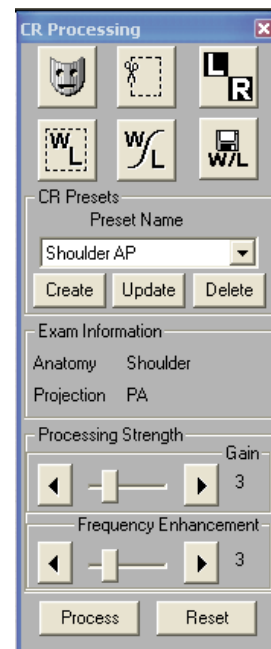 CR Processing
L
R
W
L
W
L
W/L
CR Presets
Preset Name
Shoulder AP
Create Update Delete
Exam Information
Anatomy Shoulder
Projection PA
Processing Strength
Gain
3
Frequency Enhancement
3
Process Reset